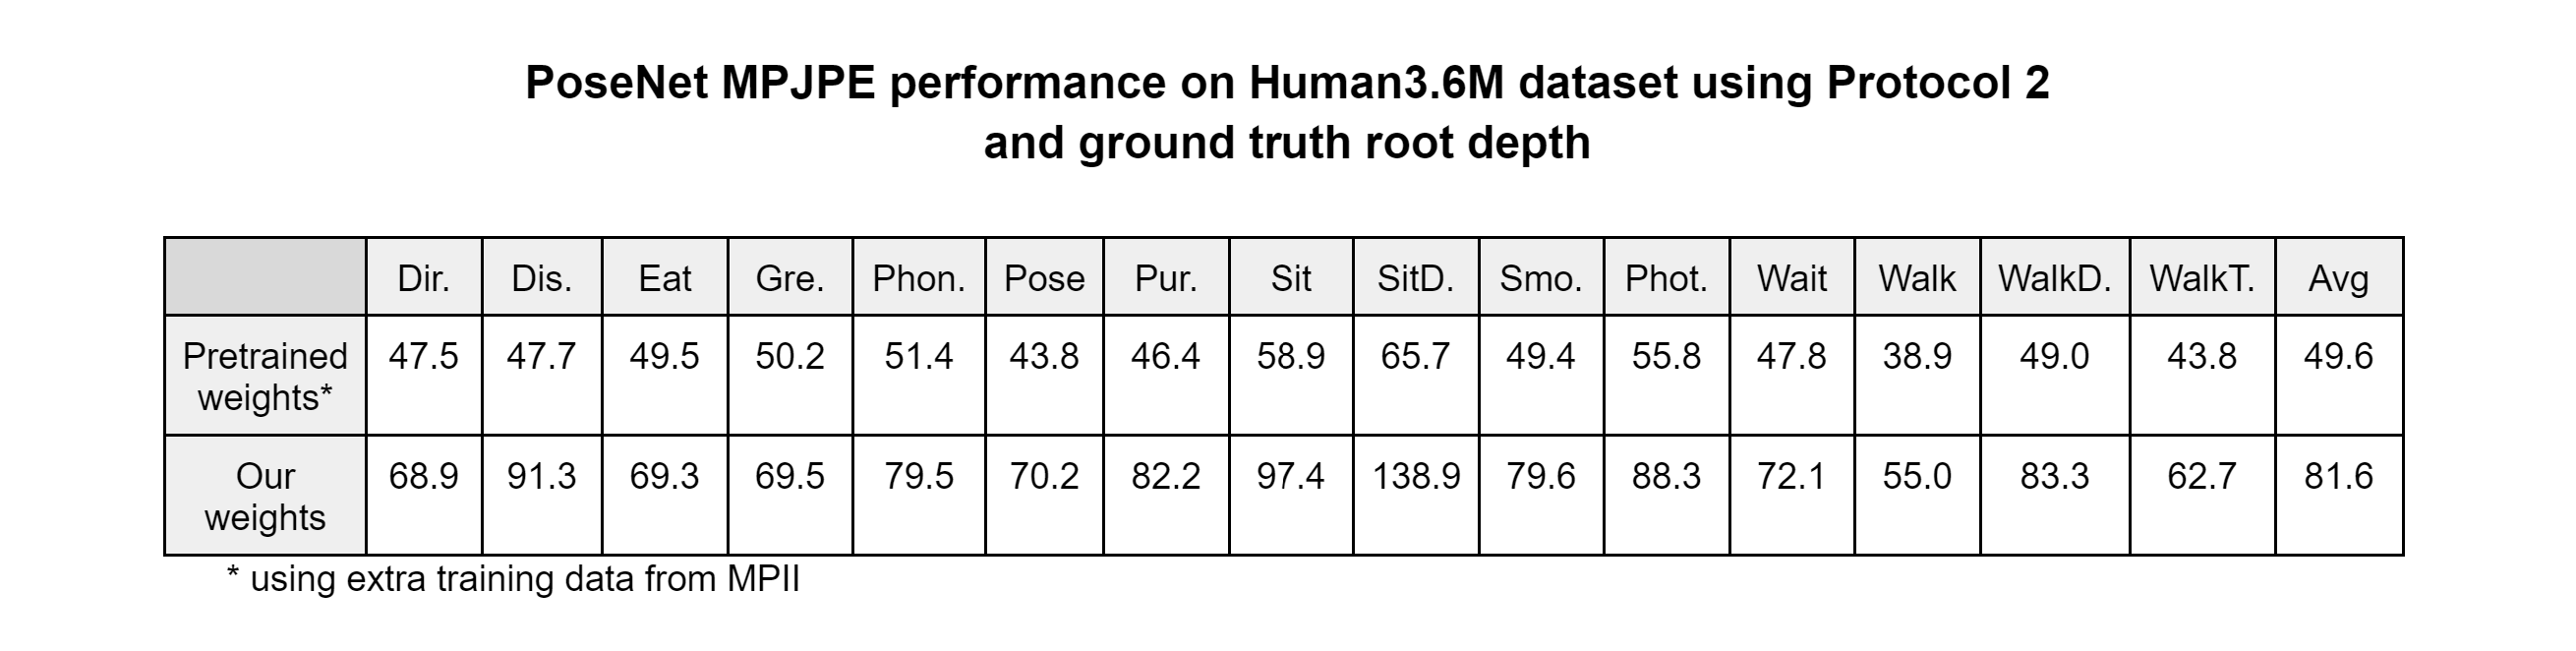 PoseNet MPJPE performance on Human3.6M dataset using Protocol 2
and ground truth root depth
Dir. Dis. Eat Gre. Phon. Pose Pur. Sit SitD. Smo. Phot. Wait Walk WalkD. WalkT. Avg
Pretrained weights* 47.5 47.7 49.5 50.2 51.4 43.8 46.4 58.9 65.7 49.4 55.8 47.8 38.9 49.0 43.8 49.6
Our weights 68.9 91.3 69.3 69.5 79.5 70.2 82.2 97.4 138.9 79.6 88.3 72.1 55.0 83.3 62.7 81.6
* using extra training data from MPII